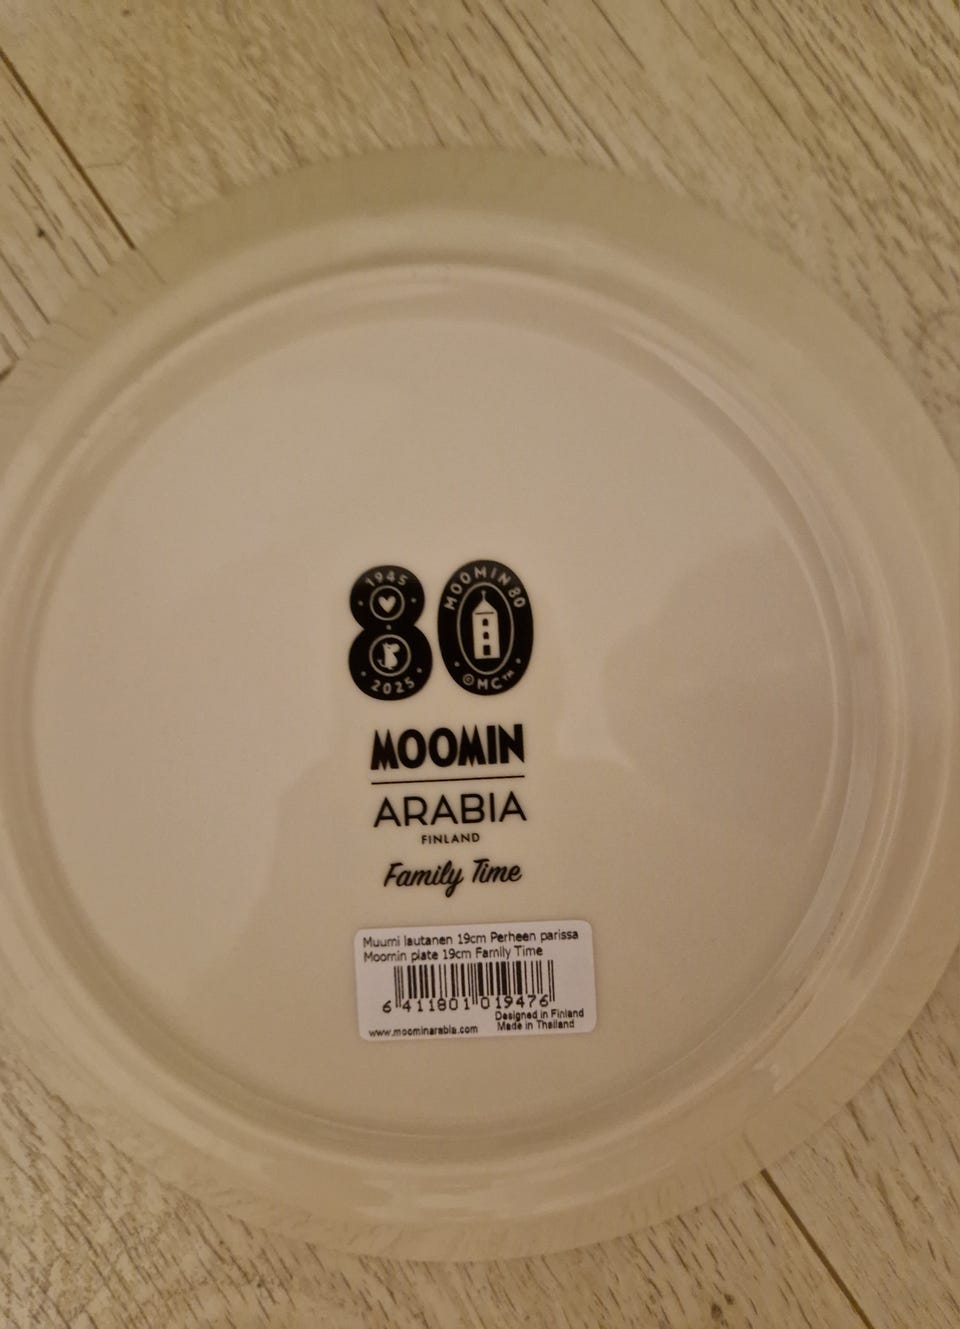 1945
2025
MOOMIN 80
©MC™
MOOMIN
ARABIA
FINLAND
Family Time
Muumi lautanen 19cm Perheen parissa
Moomin plate 19cm Family Time
6 411801 019476
Designed in Finland
www.moominarabia.com Made in Thailand